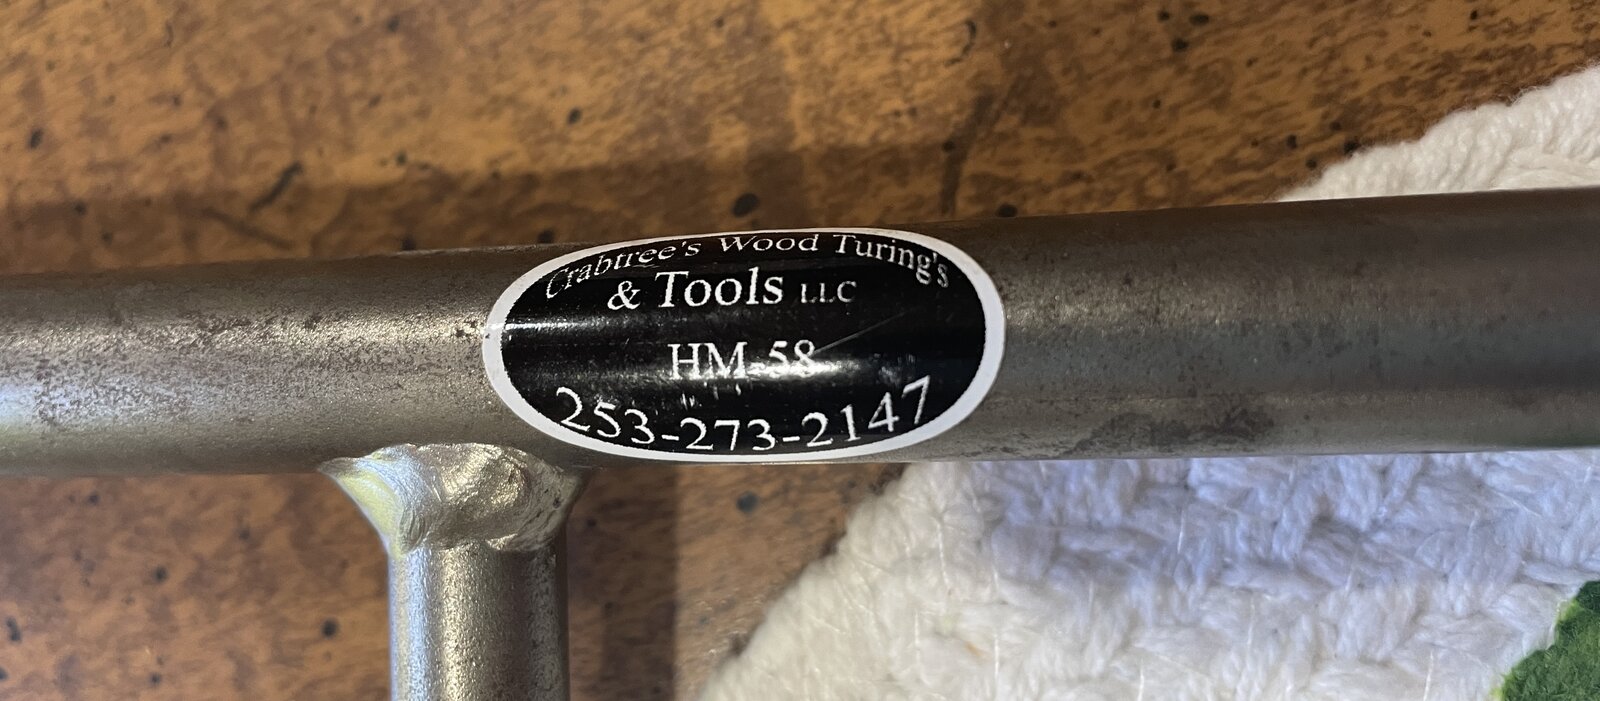 Crabtree's Wood Turing's
& Tools LLC
HM-58
253-273-2147